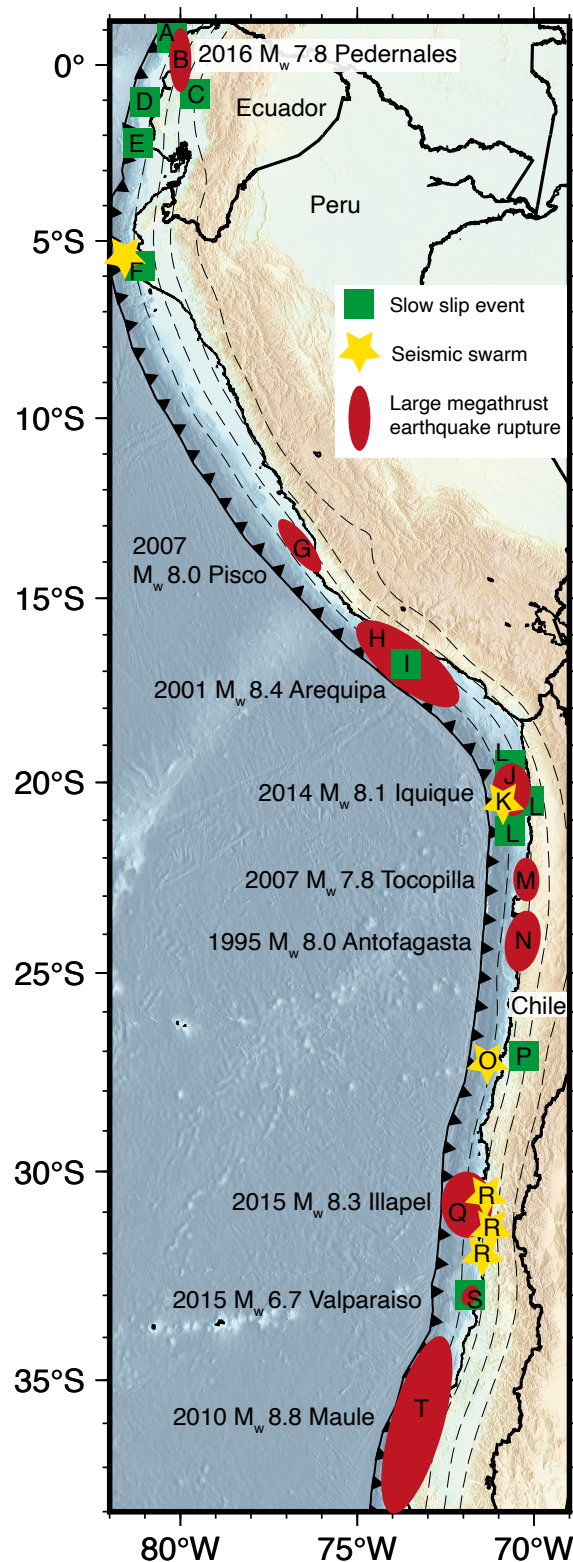 A
0°
B
2016 Mw 7.8 Pedernales
C
D
Ecuador
E
Peru
5°S
F
Slow slip event
Seismic swarm
10°S
Large megathrust
earthquake rupture
G
2007
Mw 8.0 Pisco
15°S
H
I
2001 Mw 8.4 Arequipa
L
J
20°S
2014 Mw 8.1 Iquique
K
L
L
2007 Mw 7.8 Tocopilla
M
1995 Mw 8.0 Antofagasta
N
25°S
Chile
O
P
30°S
2015 Mw 8.3 Illapel
R
Q
R
R
2015 Mw 6.7 Valparaiso
S
35°S
2010 Mw 8.8 Maule
T
80°W
75°W
70°W